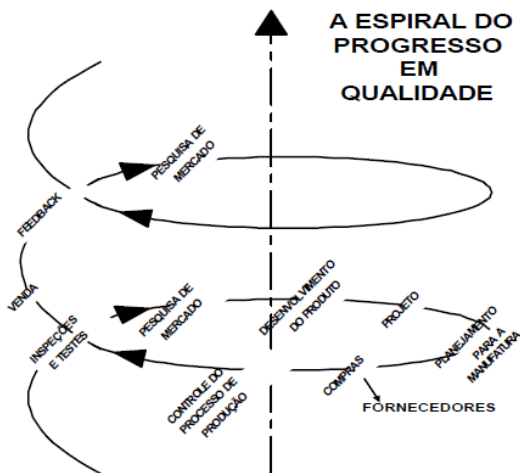 A ESPIRAL DO
PROGRESSO
EM
QUALIDADE
PESQUISA DE
MERCADO
FEEDBACK
VENDA
INSPEÇÕES
E TESTES
PESQUISA DE
MERCADO
DESENVOLVIMENTO
DO PRODUTO
PROJETO
PLANEJAMENTO
PARA A
MANUFATURA
COMPRAS
FORNECEDORES
CONTROLE DO
PROCESSO DE
PRODUÇÃO